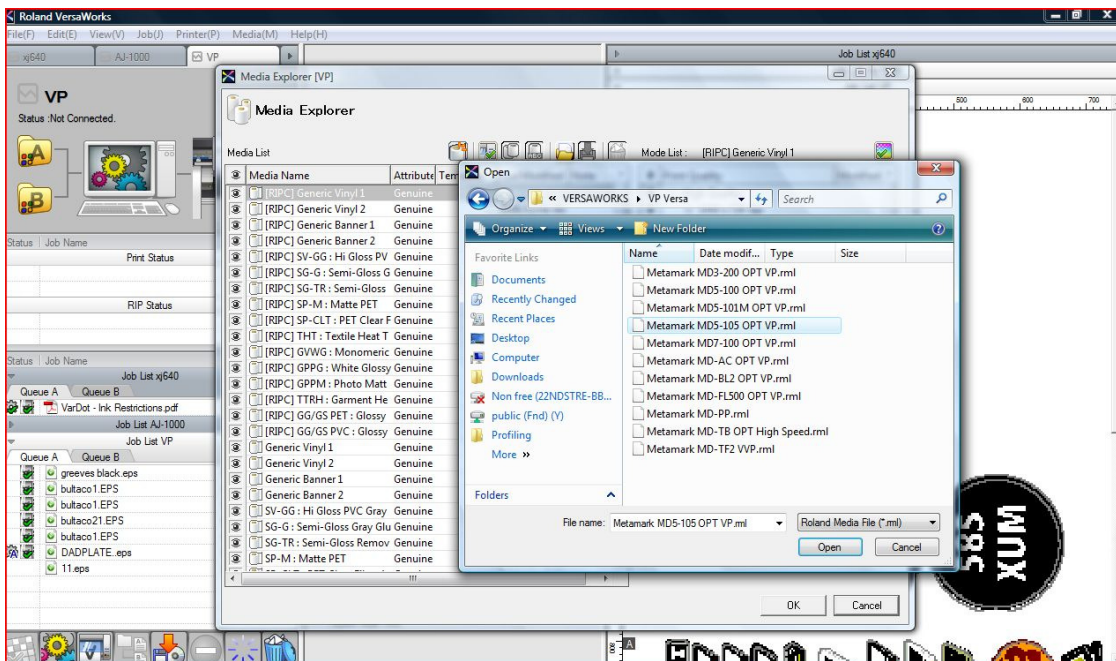 Roland VersaWorks
File(F) Edit(E) View(V) Job(J) Printer(P) Media(M) Help(H)
xj640 AJ-1000 VP
Job List xj640
VP
Status :Not Connected.
A
B
500 600 700
Status Job Name
Print Status
RIP Status
Status Job Name
Job List xj640
Queue A Queue B
VarDot - Ink Restrictions.pdf
Job List AJ-1000
Job List VP
Queue A Queue B
greeves black.eps
bultaco1.EPS
bultaco1.EPS
bultaco21.EPS
bultaco1.EPS
DADPLATE..eps
11.eps
Media Explorer [VP]
Media Explorer
Media List
Mode List : [RIPC] Generic Vinyl 1
Media Name Attribute
[RIPC] Generic Vinyl 1 Genuine
[RIPC] Generic Vinyl 2 Genuine
[RIPC] Generic Banner 1 Genuine
[RIPC] Generic Banner 2 Genuine
[RIPC] SV-GG : Hi Gloss PV Genuine
[RIPC] SG-G : Semi-Gloss G Genuine
[RIPC] SG-TR : Semi-Gloss Genuine
[RIPC] SP-M : Matte PET Genuine
[RIPC] SP-CLT : PET Clear F Genuine
[RIPC] THT : Textile Heat T Genuine
[RIPC] GVWG : Monomeric Genuine
[RIPC] GPPG : White Glossy Genuine
[RIPC] GPPM : Photo Matt Genuine
[RIPC] TTRH : Garment He Genuine
[RIPC] GG/GS PET : Glossy Genuine
[RIPC] GG/GS PVC : Glossy Genuine
Generic Vinyl 1 Genuine
Generic Vinyl 2 Genuine
Generic Banner 1 Genuine
Generic Banner 2 Genuine
SV-GG : Hi Gloss PVC Gray Genuine
SG-G : Semi-Gloss Gray Glu Genuine
SG-TR : Semi-Gloss Remov Genuine
SP-M : Matte PET Genuine
OK Cancel
Open
« VERSAWORKS VP Versa Search
Organize Views New Folder
Favorite Links
Documents
Recently Changed
Recent Places
Desktop
Computer
Downloads
Non free (22NDSTRE-BB...
public (Fnd) (Y)
Profiling
More »
Folders
Name Date modif... Type Size
Metamark MD3-200 OPT VP.rml
Metamark MD5-100 OPT VP.rml
Metamark MD5-101M OPT VP.rml
Metamark MD5-105 OPT VP.rml
Metamark MD7-100 OPT VP.rml
Metamark MD-AC OPT VP.rml
Metamark MD-BL2 OPT VP.rml
Metamark MD-FL500 OPT VP.rml
Metamark MD-PP.rml
Metamark MD-TB OPT High Speed.rml
Metamark MD-TF2 VVP.rml
File name: Metamark MD5-105 OPT VP.rml Roland Media File (*.rml)
Open Cancel